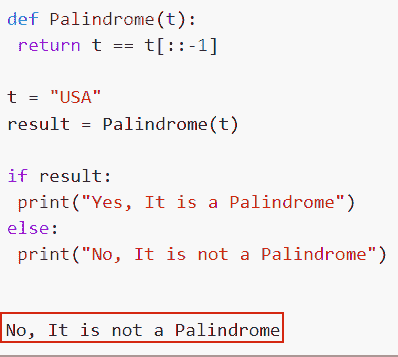 def Palindrome(t):
 return t == t[::-1]
t = "USA"
result = Palindrome(t)
if result:
 print("Yes, It is a Palindrome")
else:
 print("No, It is not a Palindrome")
No, It is not a Palindrome